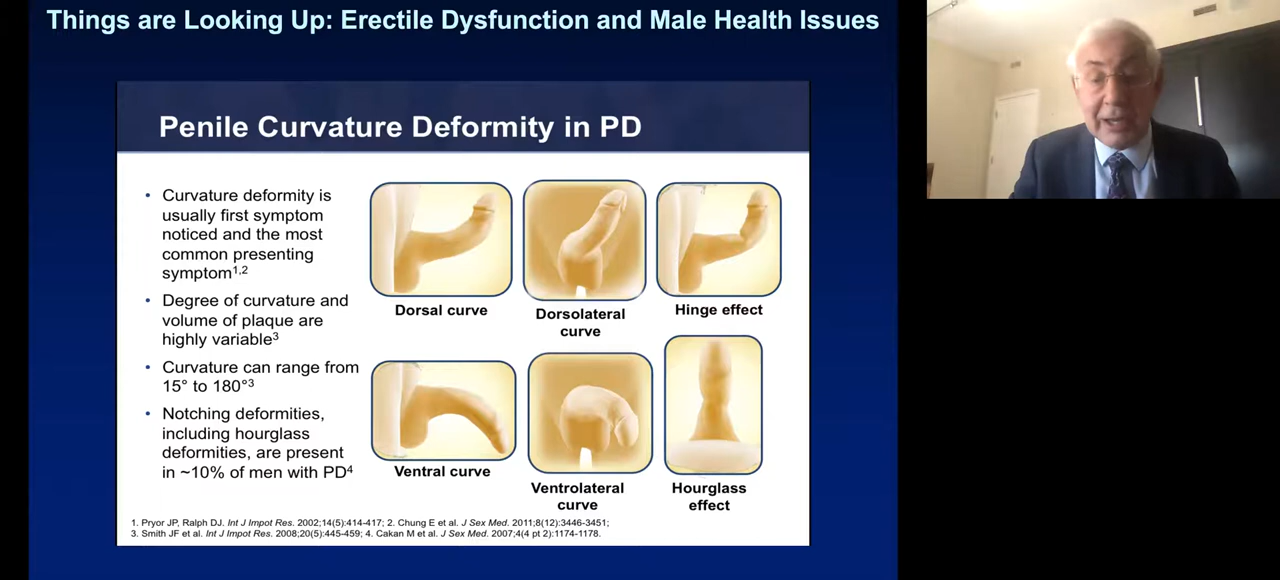 Things are Looking Up: Erectile Dysfunction and Male Health Issues
Penile Curvature Deformity in PD
• Curvature deformity is
usually first symptom
noticed and the most
common presenting
symptom1,2
• Degree of curvature and
volume of plaque are
highly variable3
• Curvature can range from
15° to 180°3
• Notching deformities,
including hourglass
deformities, are present
in ~10% of men with PD4
Dorsal curve
Dorsolateral
curve
Hinge effect
Ventral curve
Ventrolateral
curve
Hourglass
effect
1. Pryor JP, Ralph DJ. Int J Impot Res. 2002;14(5):414-417; 2. Chung E et al. J Sex Med. 2011;8(12):3446-3451;
3. Smith JF et al. Int J Impot Res. 2008;20(5):445-459; 4. Cakan M et al. J Sex Med. 2007;4(4 pt 2):1174-1178.